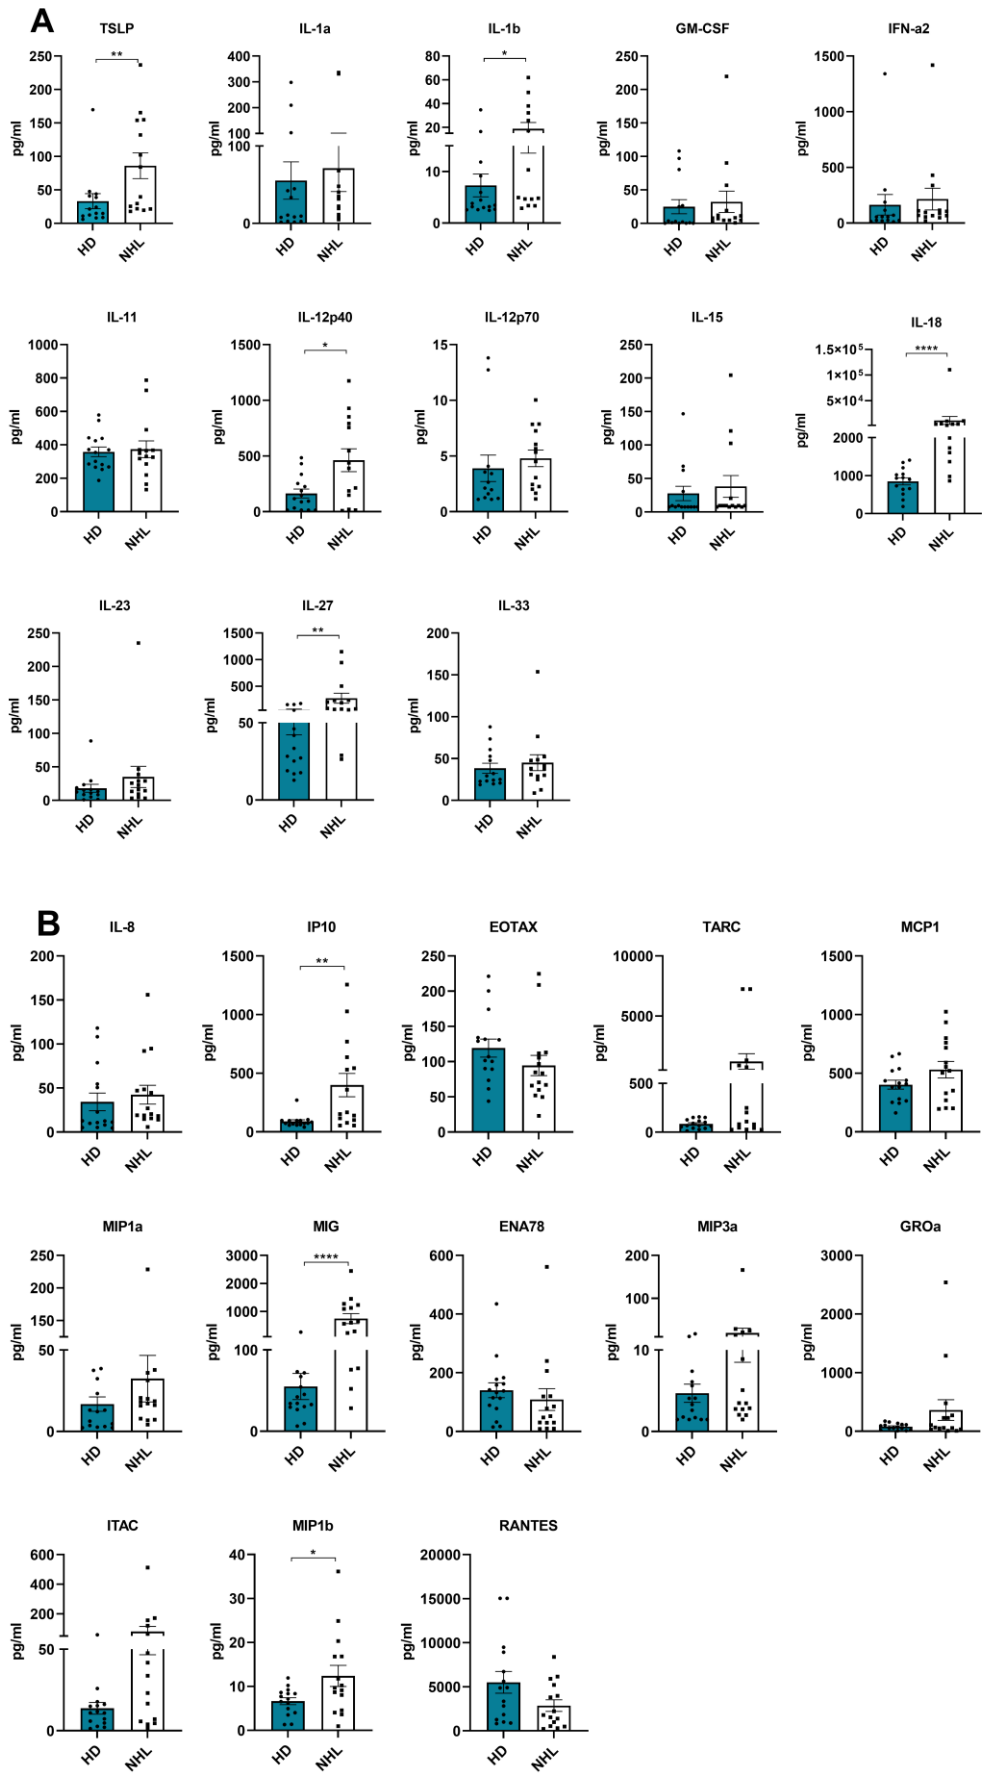 A
TSLP IL-1a IL-1b GM-CSF IFN-a2
pg/ml 250 200 150 100 50 0 ** HD NHL
pg/ml 400 300 200 100 100 0 HD NHL
pg/ml 80 60 40 20 10 0 * HD NHL
pg/ml 250 200 150 100 50 0 HD NHL
pg/ml 1500 1000 500 0 HD NHL
IL-11 IL-12p40 IL-12p70 IL-15 IL-18
pg/ml 1000 800 600 400 200 0 HD NHL
pg/ml 1500 1000 500 0 * HD NHL
pg/ml 15 10 5 0 HD NHL
pg/ml 250 200 150 100 50 0 HD NHL
pg/ml 1.5×10⁵ 1×10⁵ 5×10⁴ 2000 1000 0 **** HD NHL
IL-23 IL-27 IL-33
pg/ml 250 200 150 100 50 0 HD NHL
pg/ml 1500 1000 500 50 0 ** HD NHL
pg/ml 200 150 100 50 0 HD NHL
B
IL-8 IP10 EOTAX TARC MCP1
pg/ml 200 150 100 50 0 HD NHL
pg/ml 1500 1000 500 0 ** HD NHL
pg/ml 250 200 150 100 50 0 HD NHL
pg/ml 10000 5000 500 0 HD NHL
pg/ml 1500 1000 500 0 HD NHL
MIP1a MIG ENA78 MIP3a GROa
pg/ml 250 200 150 50 0 HD NHL
pg/ml 3000 2000 1000 100 0 **** HD NHL
pg/ml 600 400 200 0 HD NHL
pg/ml 200 100 10 0 HD NHL
pg/ml 3000 2000 1000 0 HD NHL
ITAC MIP1b RANTES
pg/ml 600 400 200 50 0 HD NHL
pg/ml 40 30 20 10 0 * HD NHL
pg/ml 20000 15000 10000 5000 0 HD NHL